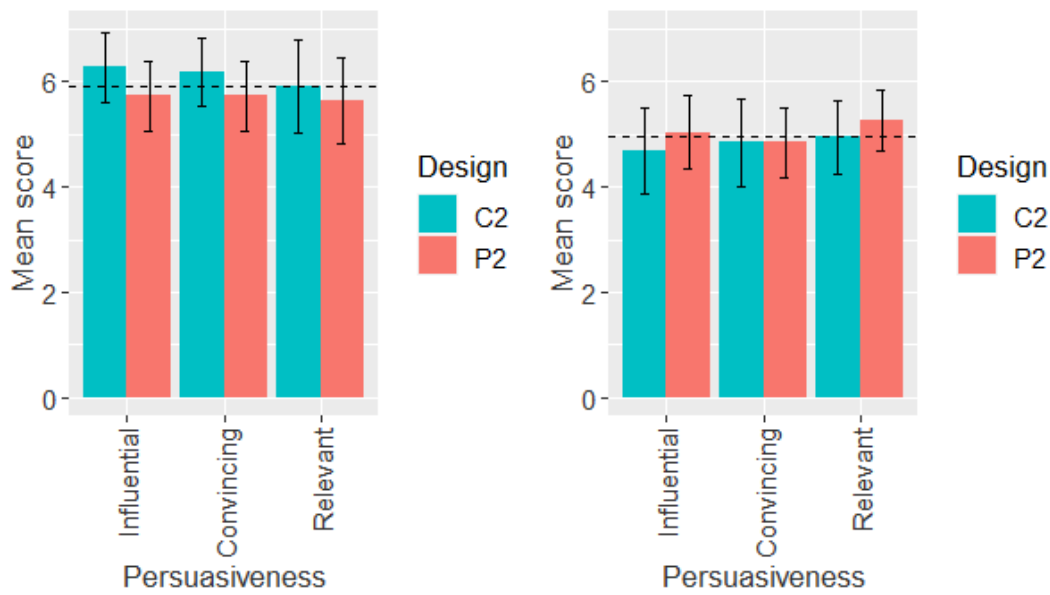 Mean score
6
4
2
0
Influential
Convincing
Relevant
Persuasiveness
Design
C2
P2
Mean score
6
4
2
0
Influential
Convincing
Relevant
Persuasiveness
Design
C2
P2